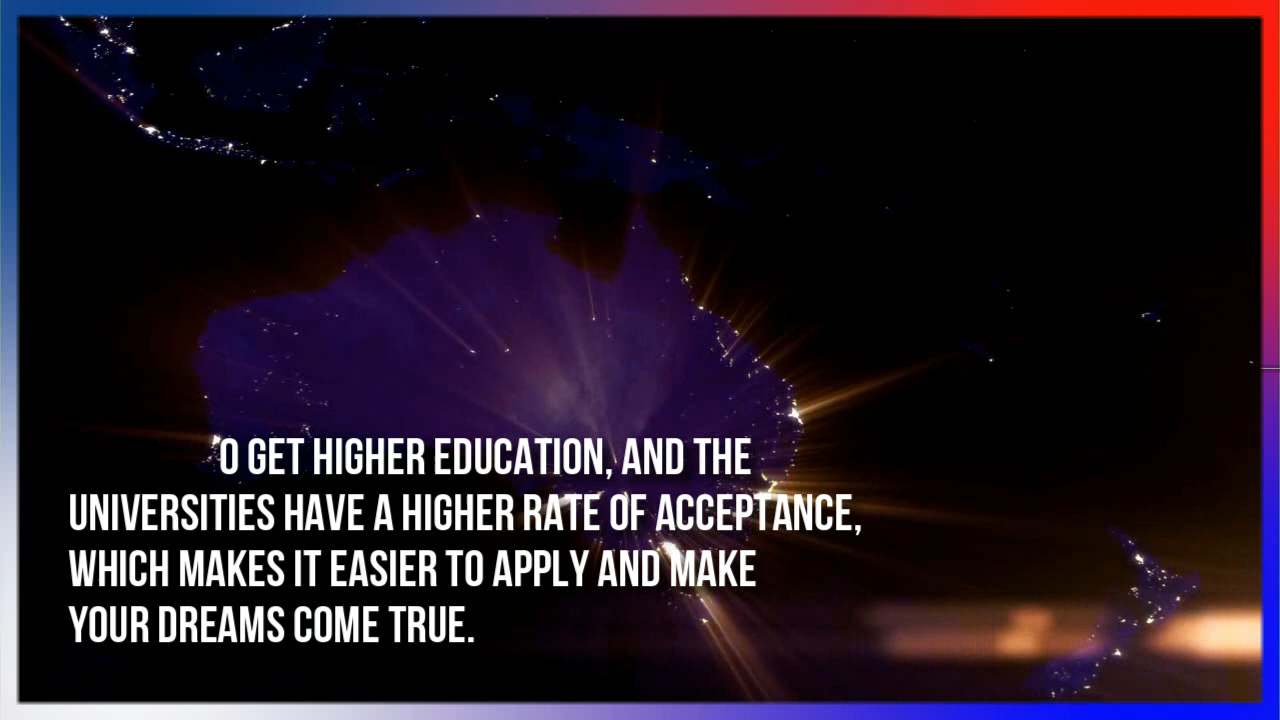 O GET HIGHER EDUCATION, AND THE
UNIVERSITIES HAVE A HIGHER RATE OF ACCEPTANCE,
WHICH MAKES IT EASIER TO APPLY AND MAKE
YOUR DREAMS COME TRUE.